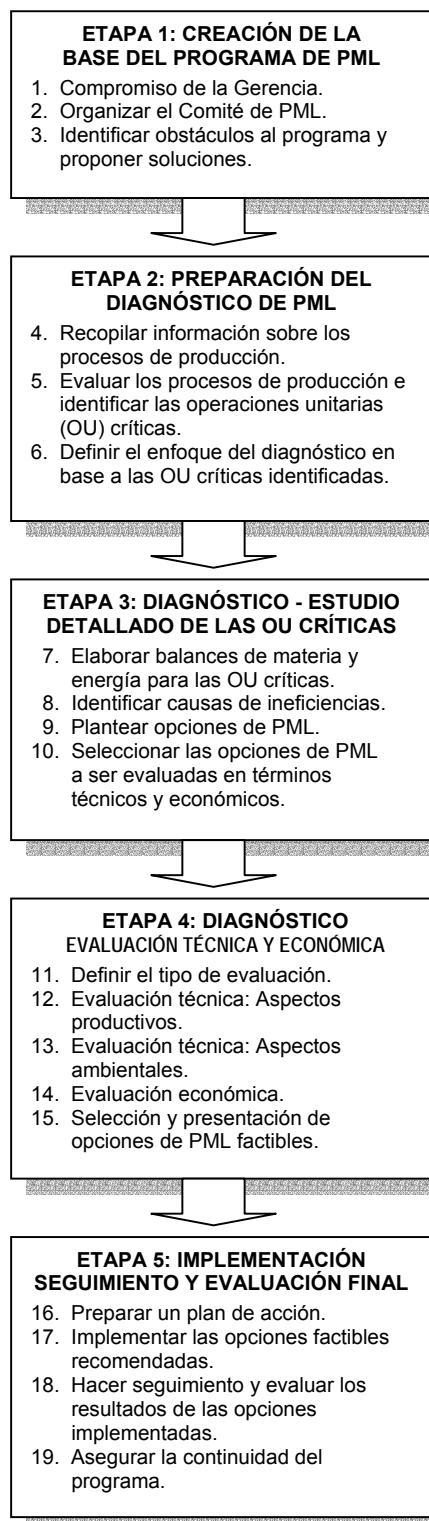 ETAPA 1: CREACIÓN DE LA
BASE DEL PROGRAMA DE PML
1. Compromiso de la Gerencia.
2. Organizar el Comité de PML.
3. Identificar obstáculos al programa y
proponer soluciones.
ETAPA 2: PREPARACIÓN DEL
DIAGNÓSTICO DE PML
4. Recopilar información sobre los
procesos de producción.
5. Evaluar los procesos de producción e
identificar las operaciones unitarias
(OU) críticas.
6. Definir el enfoque del diagnóstico en
base a las OU críticas identificadas.
ETAPA 3: DIAGNÓSTICO - ESTUDIO
DETALLADO DE LAS OU CRÍTICAS
7. Elaborar balances de materia y
energía para las OU críticas.
8. Identificar causas de ineficiencias.
9. Plantear opciones de PML.
10. Seleccionar las opciones de PML
a ser evaluadas en términos
técnicos y económicos.
ETAPA 4: DIAGNÓSTICO
EVALUACIÓN TÉCNICA Y ECONÓMICA
11. Definir el tipo de evaluación.
12. Evaluación técnica: Aspectos
productivos.
13. Evaluación técnica: Aspectos
ambientales.
14. Evaluación económica.
15. Selección y presentación de
opciones de PML factibles.
ETAPA 5: IMPLEMENTACIÓN
SEGUIMIENTO Y EVALUACIÓN FINAL
16. Preparar un plan de acción.
17. Implementar las opciones factibles
recomendadas.
18. Hacer seguimiento y evaluar los
resultados de las opciones
implementadas.
19. Asegurar la continuidad del
programa.